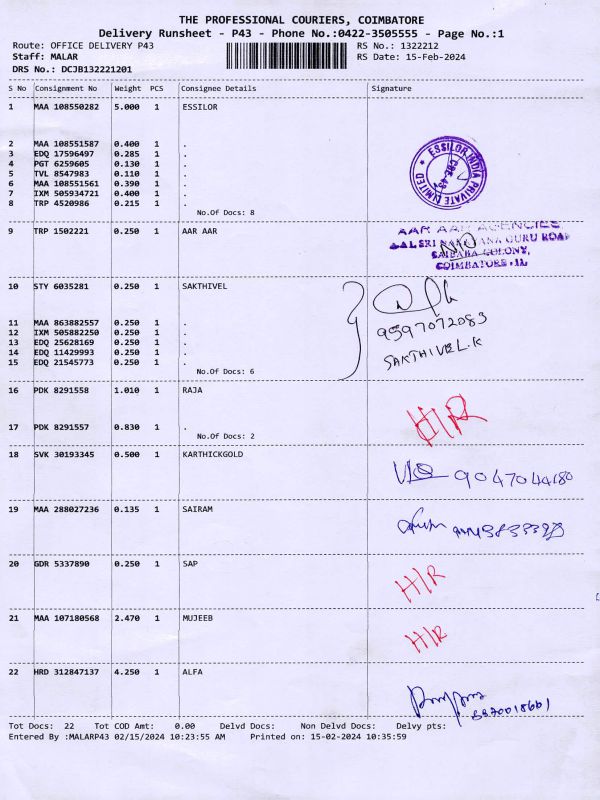 THE PROFESSIONAL COURIERS, COIMBATORE
Delivery Runsheet - P43 - Phone No.:0422-3505555 - Page No.:1
Route: OFFICE DELIVERY P43 RS No.: 1322212
Staff: MALAR RS Date: 15-Feb-2024
DRS No.: DCJB132221201
S No Consignment No Weight PCS Consignee Details Signature
1 MAA 108550282 5.000 1 ESSILOR
2 MAA 108551587 0.400 1 .
3 EDQ 17596497 0.285 1 .
4 PGT 6259605 0.130 1 .
5 TVL 8547983 0.110 1 .
6 MAA 108551561 0.390 1 .
7 IXM 505934721 0.400 1 .
8 TRP 4520986 0.215 1 .
No.Of Docs: 8
ESSILOR INDIA PRIVATE LIMITED
9 TRP 1502221 0.250 1 AAR AAR
AAR AAR AGENCIES,
GURU ROAD
SAIBABA COLONY,
COIMBATORE - 11.
10 STY 6035281 0.250 1 SAKTHIVEL
11 MAA 863882557 0.250 1 .
12 IXM 505882250 0.250 1 .
13 EDQ 25628169 0.250 1 .
14 EDQ 11429993 0.250 1 .
15 EDQ 21545773 0.250 1 .
No.Of Docs: 6
9597072083
SAKTHIVEL.K
16 PDK 8291558 1.010 1 RAJA
17 PDK 8291557 0.830 1 .
No.Of Docs: 2
H/R
18 SVK 30193345 0.500 1 KARTHICKGOLD
9047044180
19 MAA 288027236 0.135 1 SAIRAM
20 GDR 5337890 0.250 1 SAP
H/R
21 MAA 107180568 2.470 1 MUJEEB
H/R
22 HRD 312847137 4.250 1 ALFA
Tot Docs: 22 Tot COD Amt: 0.00 Delvd Docs: Non Delvd Docs: Delvy pts:
Entered By :MALARP43 02/15/2024 10:23:55 AM Printed on: 15-02-2024 10:35:59